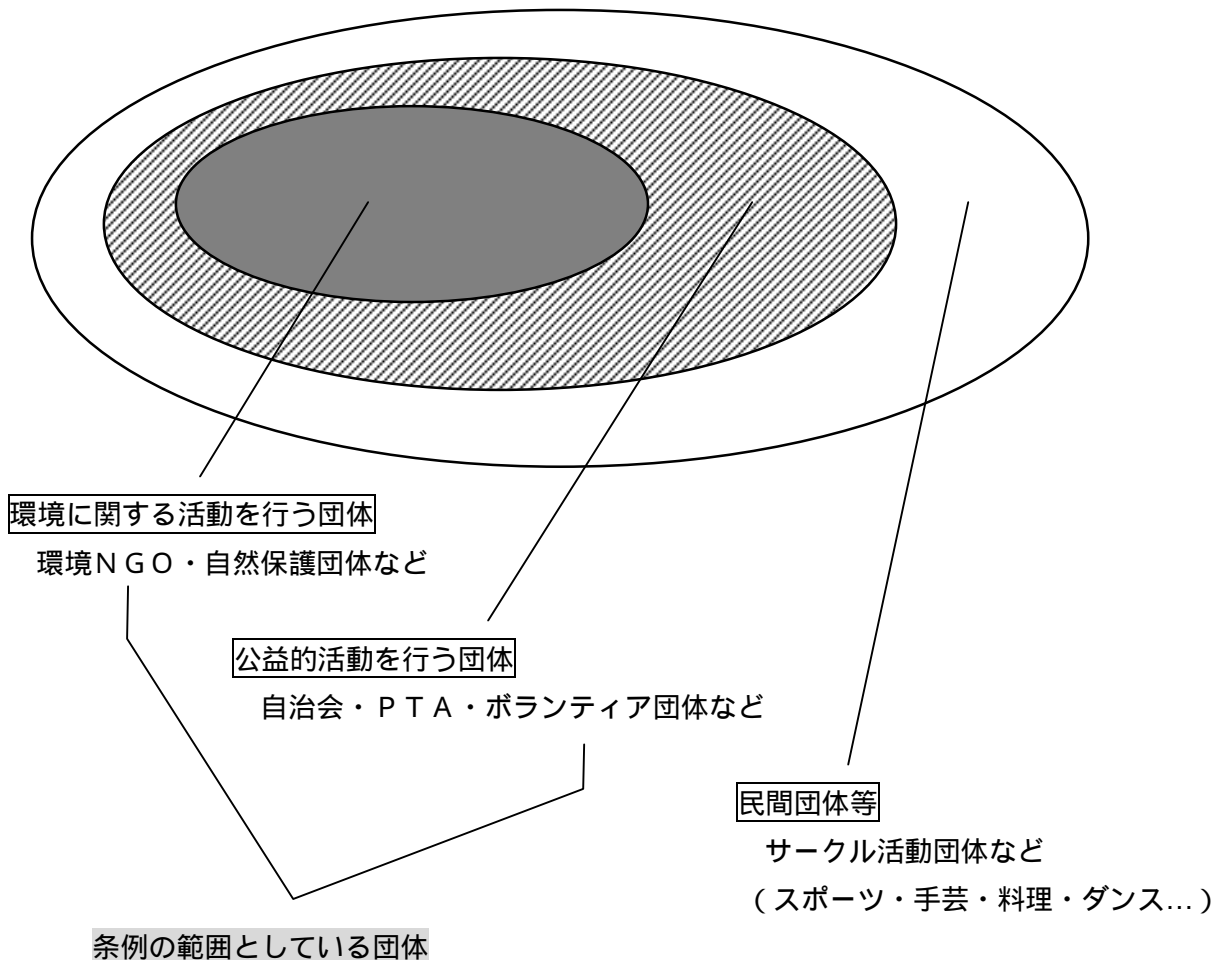 環境に関する活動を行う団体
環境ＮＧＯ・自然保護団体など
公益的活動を行う団体
自治会・ＰＴＡ・ボランティア団体など
民間団体等
サークル活動団体など
（スポーツ・手芸・料理・ダンス…）
条例の範囲としている団体